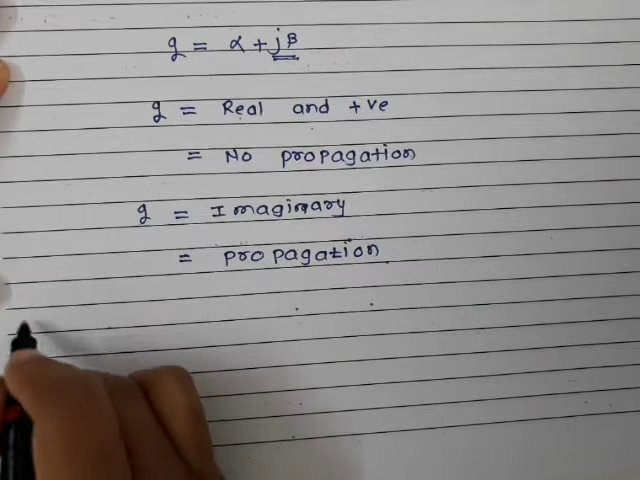 g = α + jβ
g = Real and +ve
= No propagation
g = Imaginary
= propagation